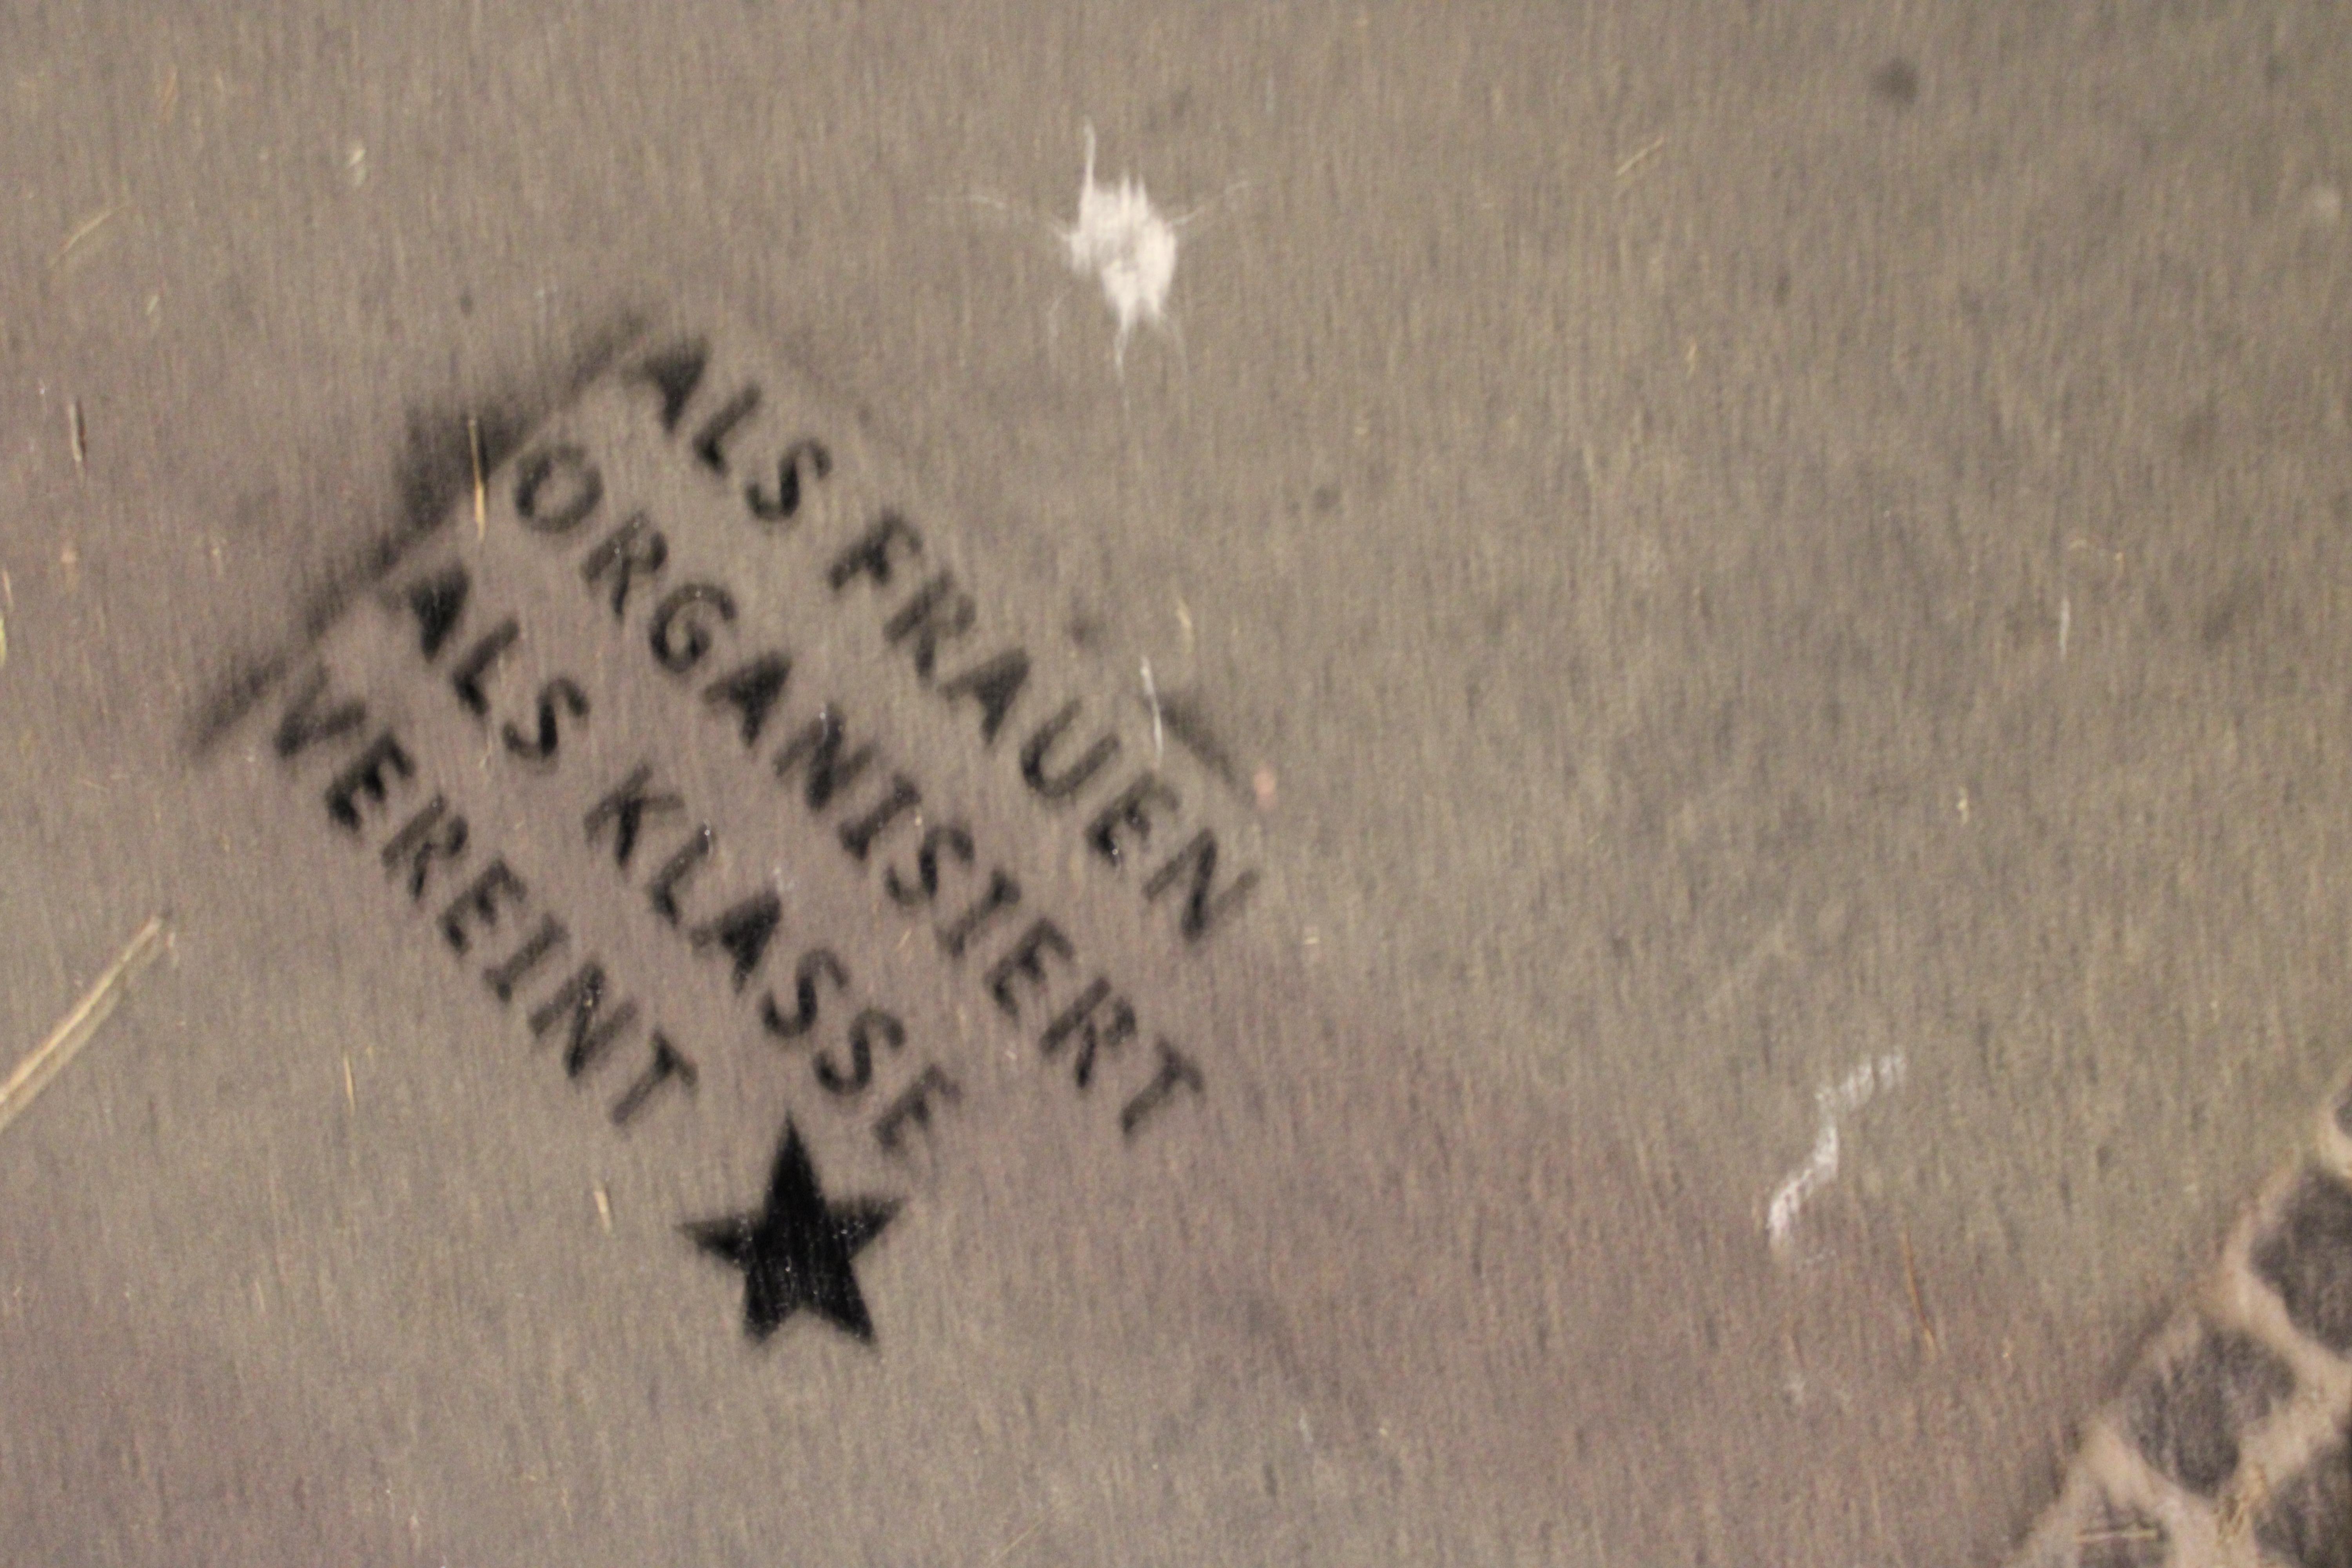 ALS FRAUEN
ORGANISIERT
ALS KLASSE
VEREINT